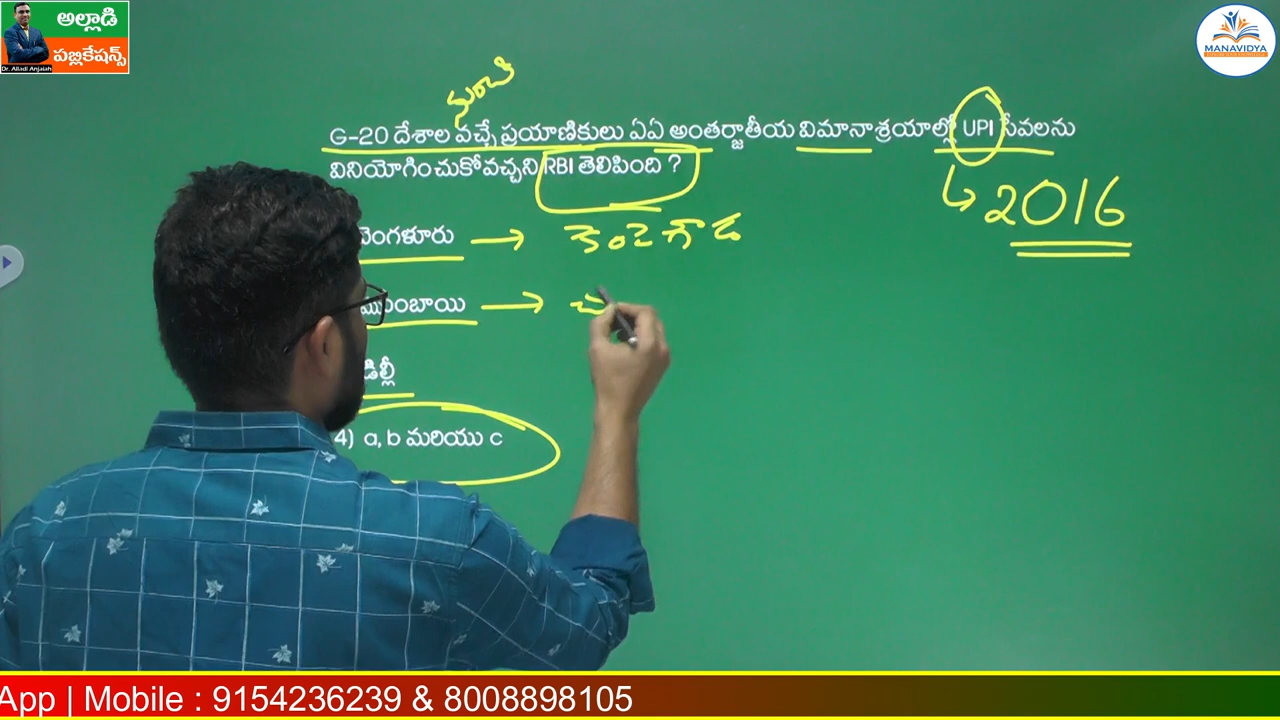 అల్లాడి
పబ్లికేషన్స్
Dr. Alladi Anjaiah
MANAVIDYA
నుంచి
G-20 దేశాల వచ్చే ప్రయాణికులు ఏఏ అంతర్జాతీయ విమానాశ్రయాల్లో UPI సేవలను
వినియోగించుకోవచ్చని RBI తెలిపింది ?
2016
బెంగళూరు → కెంపెగౌడ
ముంబాయి →
డిల్లీ
4) a, b మరియు c
App | Mobile : 9154236239 & 8008898105